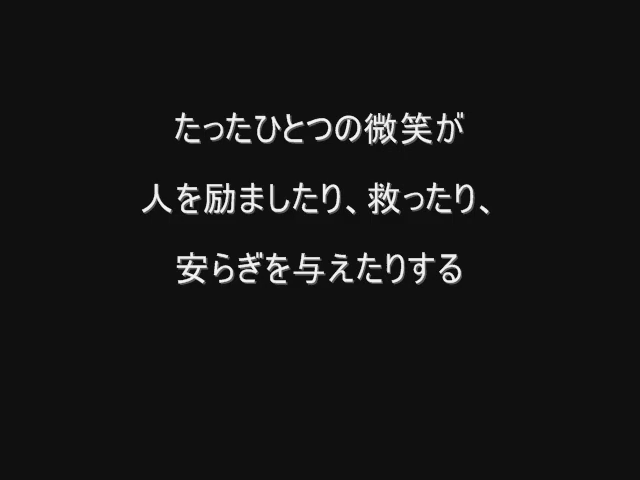 たったひとつの微笑が
人を励ましたり、救ったり、
安らぎを与えたりする